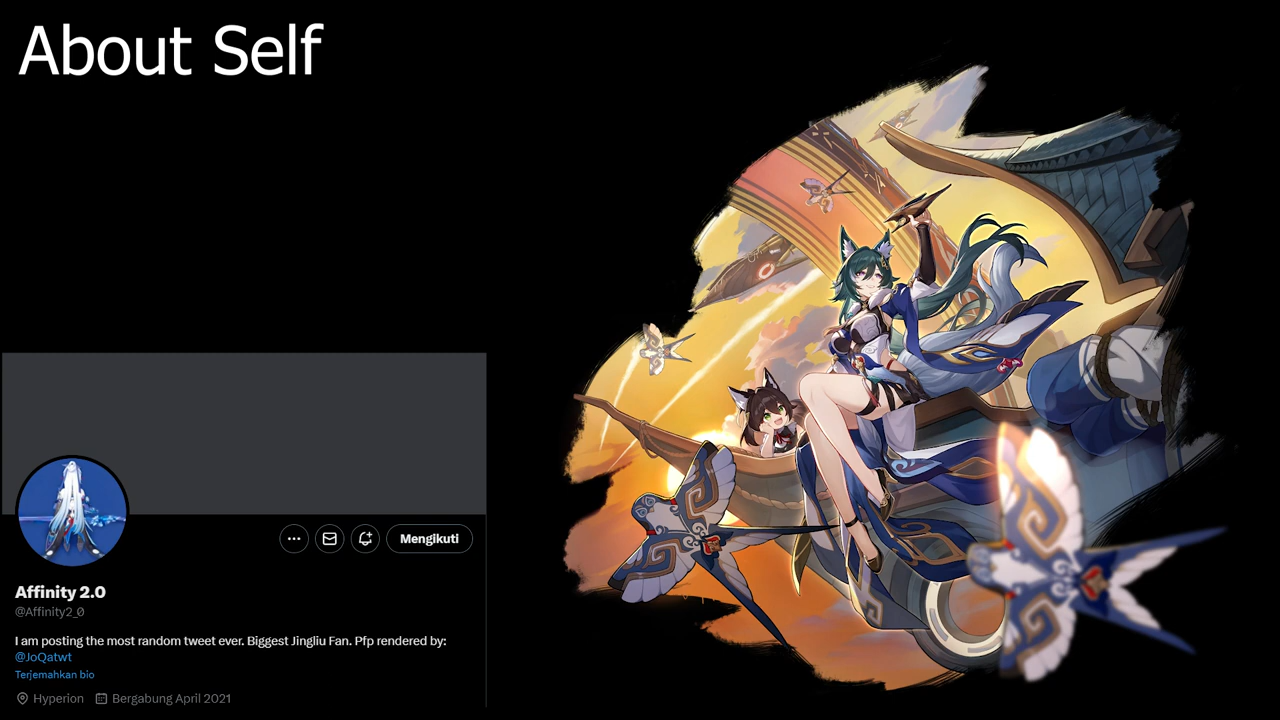 About Self
Mengikuti
Affinity 2.0
@Affinity2_0
I am posting the most random tweet ever. Biggest Jingliu Fan. Pfp rendered by:
@JoQatwt
Terjemahkan bio
Hyperion Bergabung April 2021